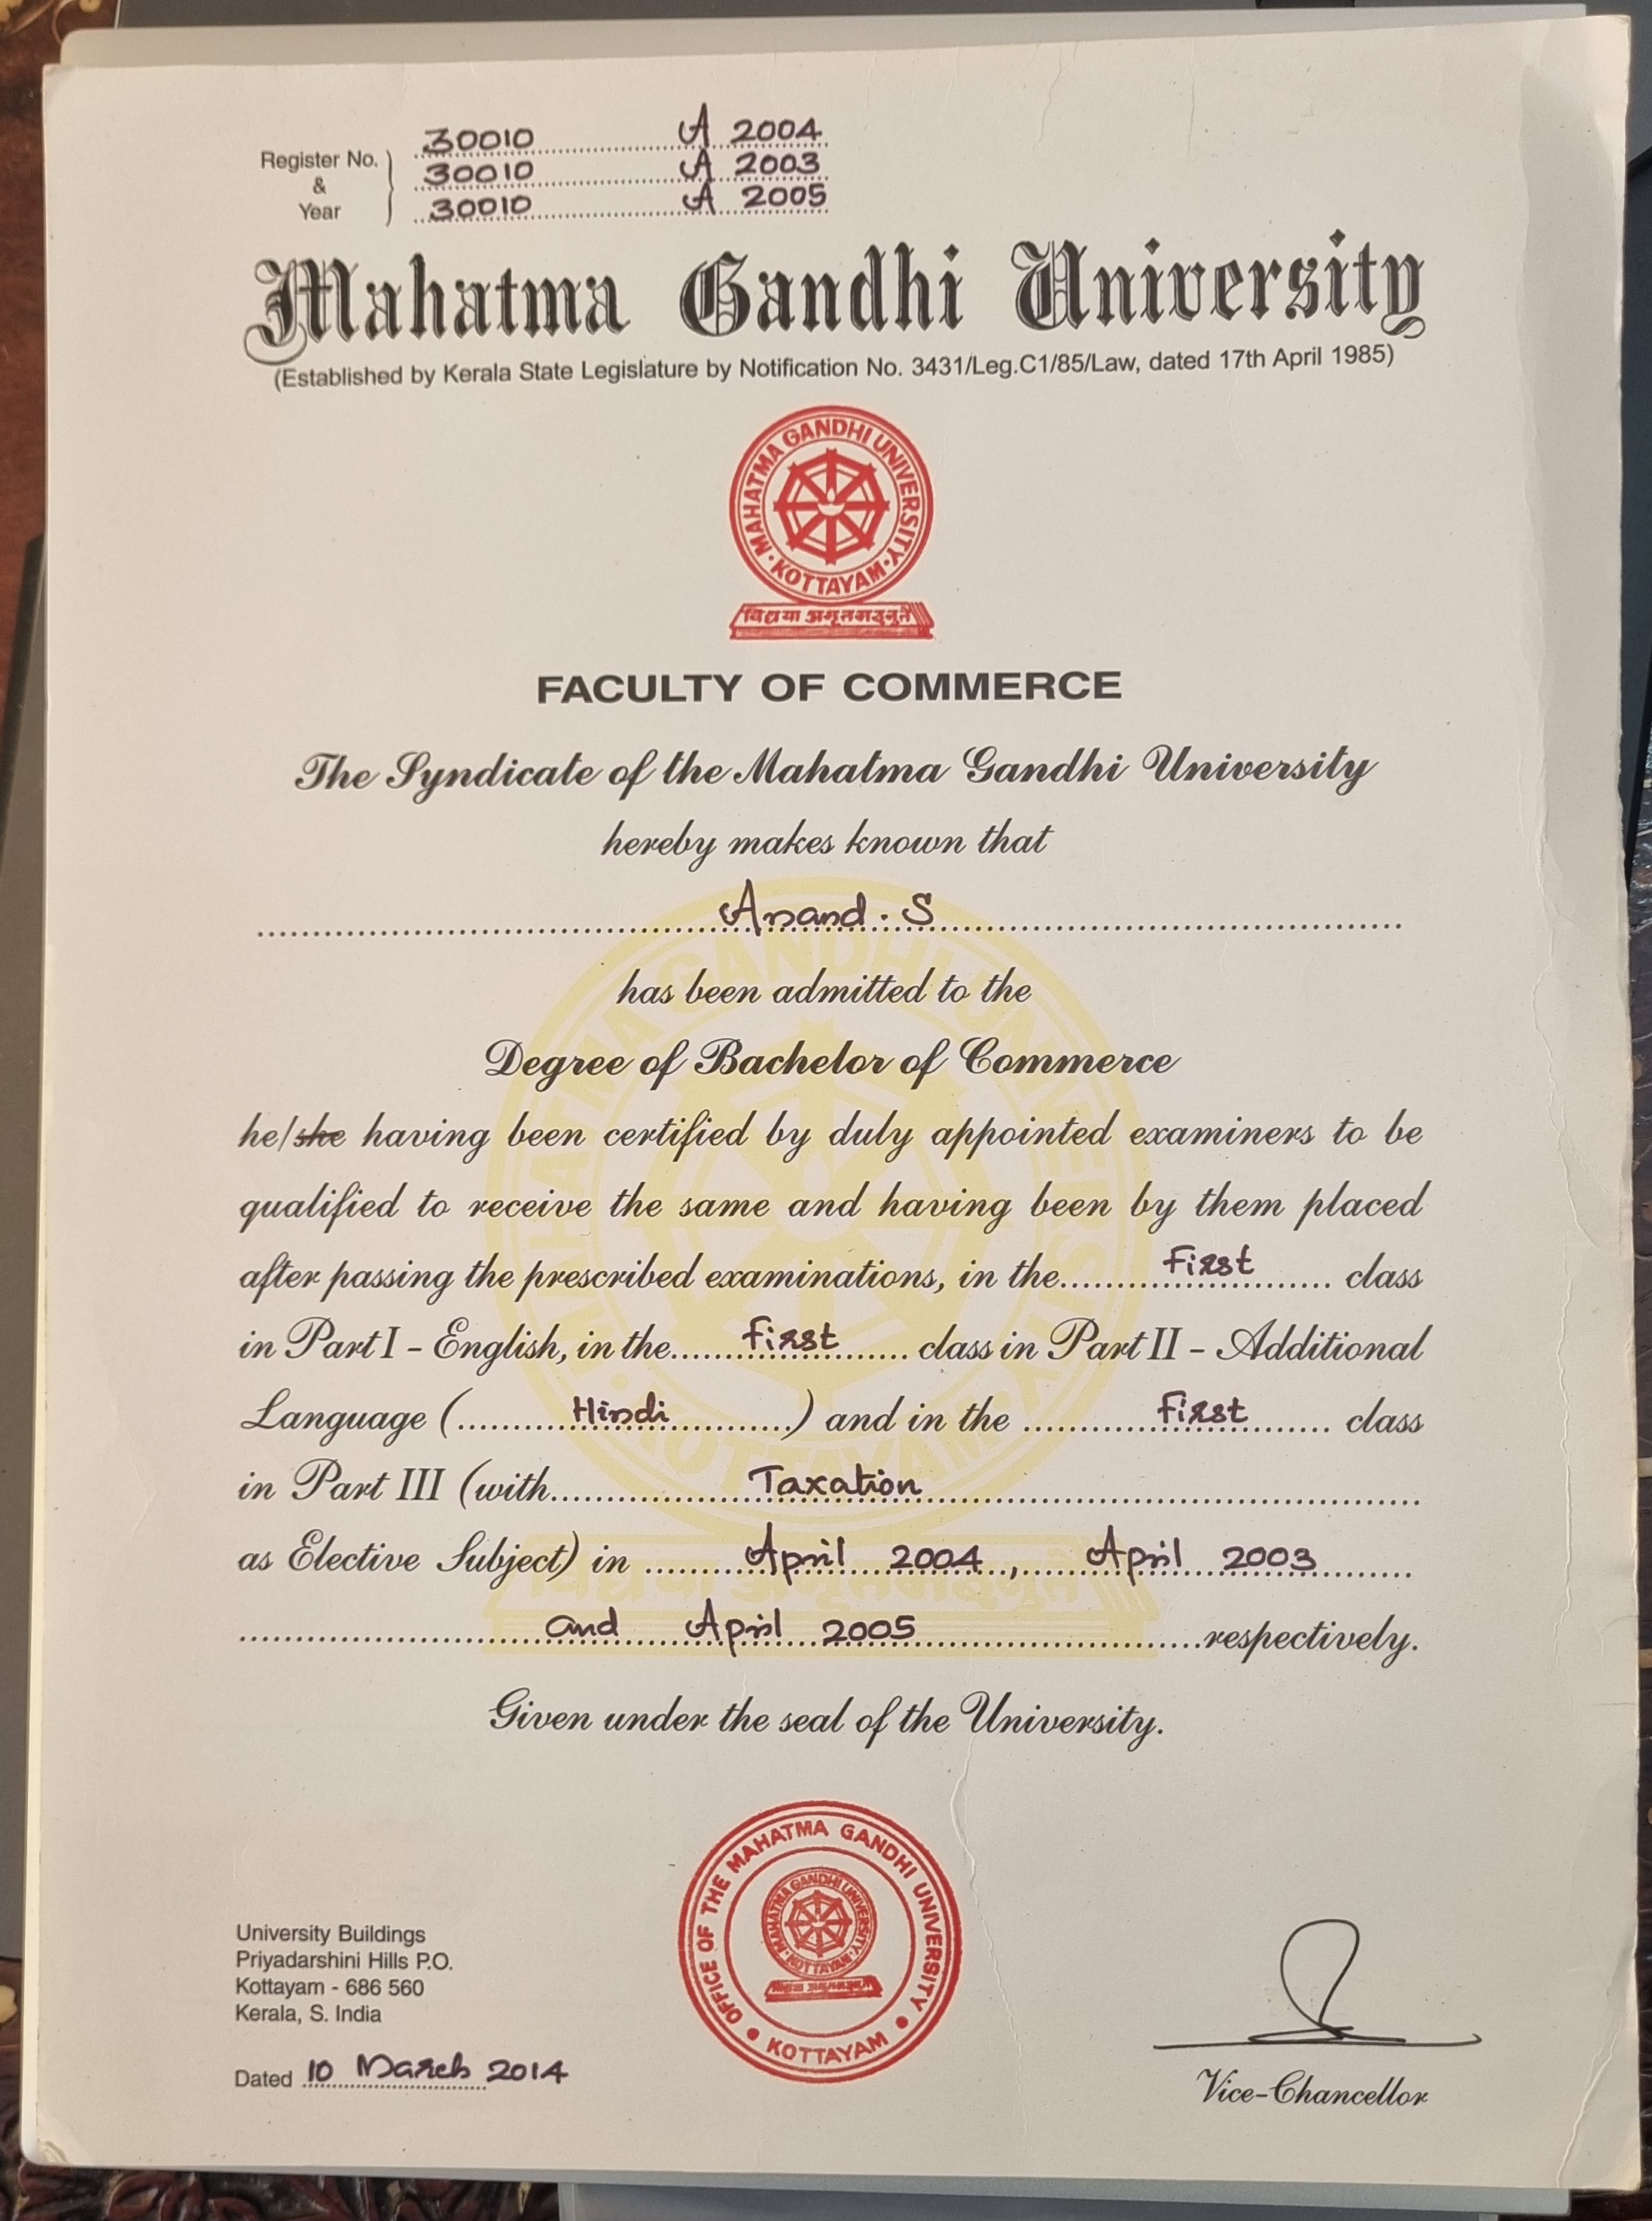 30010 A 2004
Register No. 30010 A 2003
&
Year 30010 A 2005
Mahatma Gandhi University
(Established by Kerala State Legislature by Notification No. 3431/Leg.C1/85/Law, dated 17th April 1985)
MAHATMA GANDHI UNIVERSITY
KOTTAYAM
विद्यया अमृतमश्नुते
FACULTY OF COMMERCE
The Syndicate of the Mahatma Gandhi University
hereby makes known that
Anand. S
has been admitted to the
Degree of Bachelor of Commerce
he/she having been certified by duly appointed examiners to be
qualified to receive the same and having been by them placed
after passing the prescribed examinations, in the First class
in Part I - English, in the First class in Part II - Additional
Language (Hindi) and in the First class
in Part III (with Taxation
as Elective Subject) in April 2004, April 2003
and April 2005 respectively.
Given under the seal of the University.
OFFICE OF THE MAHATMA GANDHI UNIVERSITY
KOTTAYAM
MAHATMA GANDHI UNIVERSITY
KOTTAYAM
University Buildings
Priyadarshini Hills P.O.
Kottayam - 686 560
Kerala, S. India
Dated 10 March 2014
Vice-Chancellor